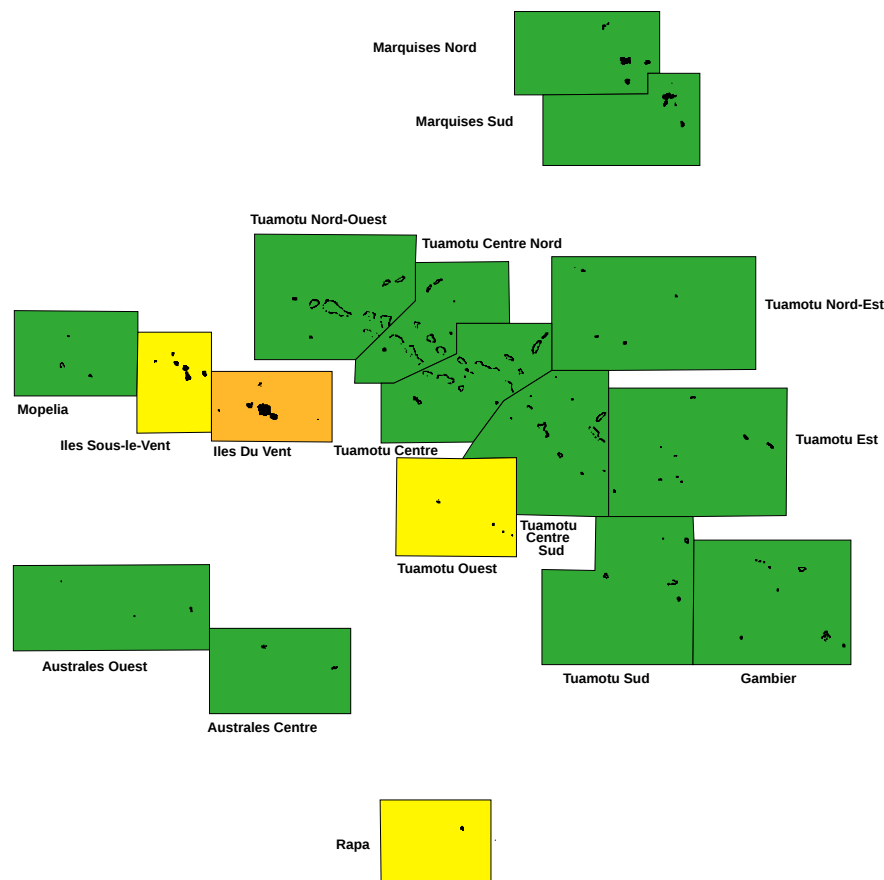 Marquises Nord
Marquises Sud
Tuamotu Nord-Ouest
Tuamotu Centre Nord
Tuamotu Nord-Est
Mopelia
Iles Sous-le-Vent
Iles Du Vent
Tuamotu Centre
Tuamotu Est
Tuamotu
Centre
Sud
Tuamotu Ouest
Australes Ouest
Tuamotu Sud
Gambier
Australes Centre
Rapa